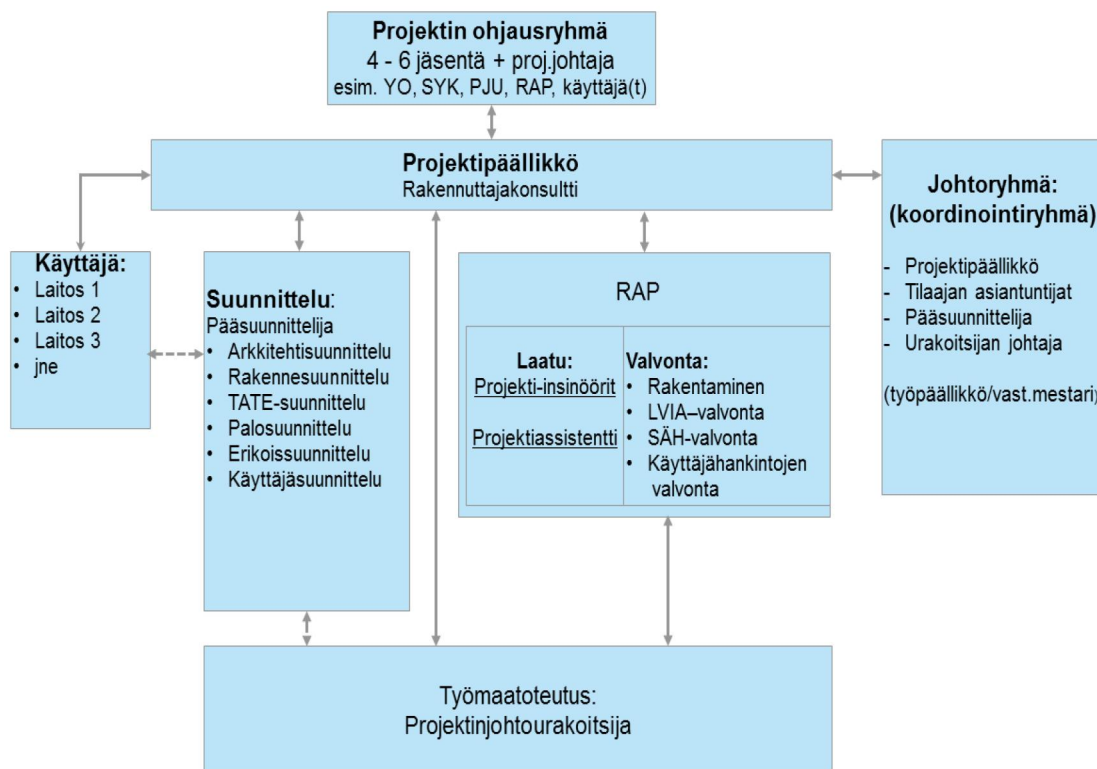 Projektin ohjausryhmä
4 - 6 jäsentä + proj.johtaja
esim. YO, SYK, PJU, RAP, käyttäjä(t)
Projektipäällikkö
Rakennuttajakonsultti
Johtoryhmä:
(koordinointiryhmä)
- Projektipäällikkö
- Tilaajan asiantuntijat
- Pääsuunnittelija
- Urakoitsijan johtaja
(työpäällikkö/vast.mestari)
Käyttäjä:
• Laitos 1
• Laitos 2
• Laitos 3
• jne
Suunnittelu:
Pääsuunnittelija
• Arkkitehtisuunnittelu
• Rakennesuunnittelu
• TATE-suunnittelu
• Palosuunnittelu
• Erikoissuunnittelu
• Käyttäjäsuunnittelu
RAP
Laatu:
Projekti-insinöörit
Projektiassistentti
Valvonta:
• Rakentaminen
• LVIA–valvonta
• SÄH-valvonta
• Käyttäjähankintojen
valvonta
Työmaatoteutus:
Projektinjohtourakoitsija